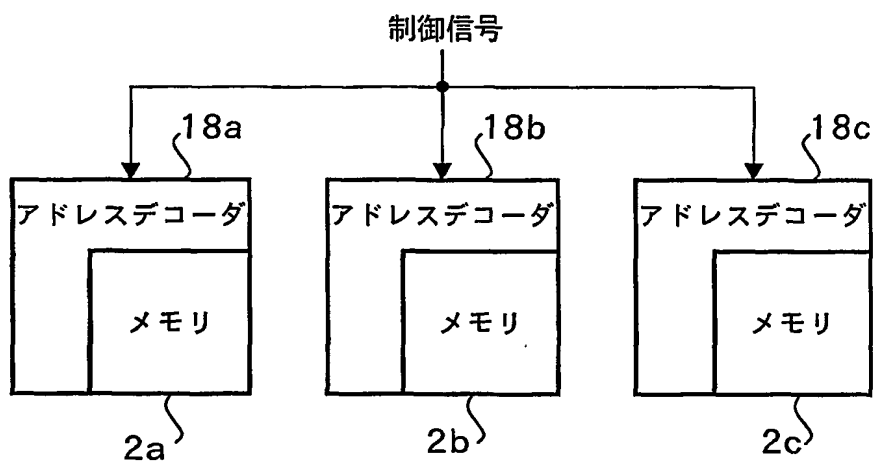 制御信号
18a
18b
18c
アドレスデコーダ
アドレスデコーダ
アドレスデコーダ
メモリ
メモリ
メモリ
2a
2b
2c